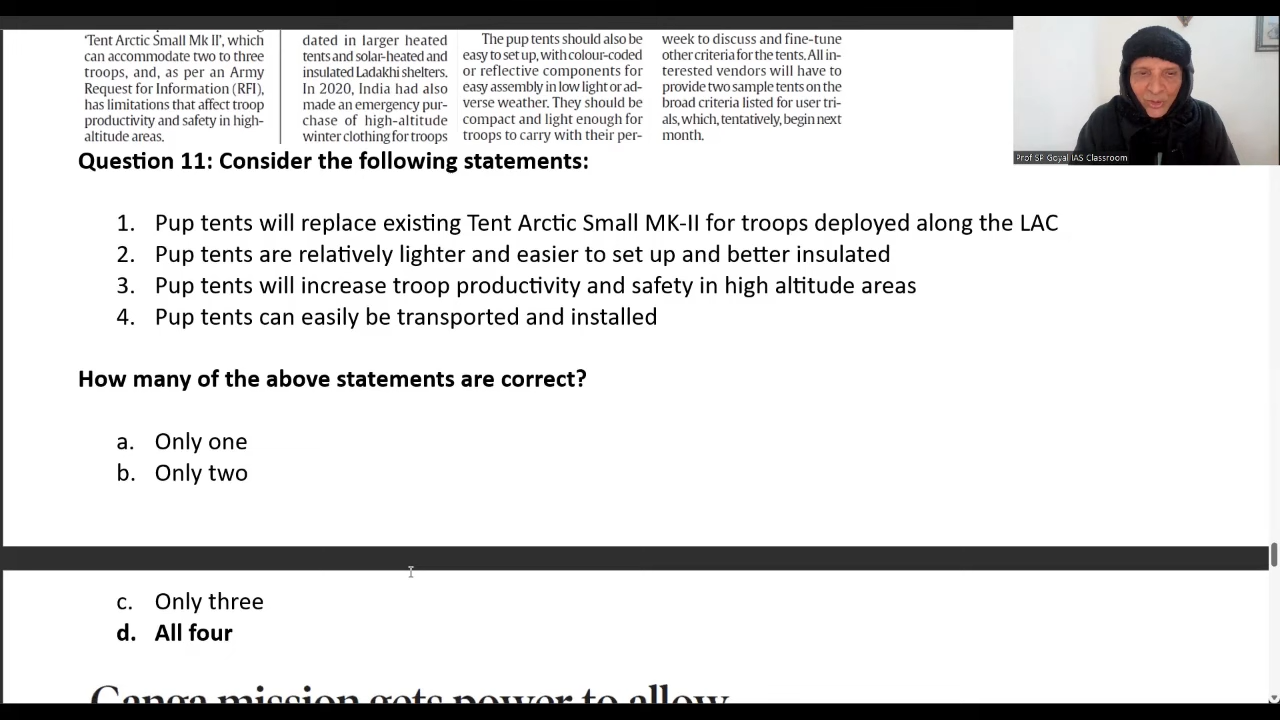 'Tent Arctic Small Mk II', which
can accommodate two to three
troops, and, as per an Army
Request for Information (RFI),
has limitations that affect troop
productivity and safety in high-
altitude areas.
dated in larger heated
tents and solar-heated and
insulated Ladakhi shelters.
In 2020, India had also
made an emergency pur-
chase of high-altitude
winter clothing for troops
The pup tents should also be
easy to set up, with colour-coded
or reflective components for
easy assembly in low light or ad-
verse weather. They should be
compact and light enough for
troops to carry with their per-
week to discuss and fine-tune
other criteria for the tents. All in-
terested vendors will have to
provide two sample tents on the
broad criteria listed for user tri-
als, which, tentatively, begin next
month.
Prof SP Goyal IAS Classroom
Question 11: Consider the following statements:
1. Pup tents will replace existing Tent Arctic Small MK-II for troops deployed along the LAC
2. Pup tents are relatively lighter and easier to set up and better insulated
3. Pup tents will increase troop productivity and safety in high altitude areas
4. Pup tents can easily be transported and installed
How many of the above statements are correct?
a. Only one
b. Only two
c. Only three
d. All four
Ganga mission gets power to allow